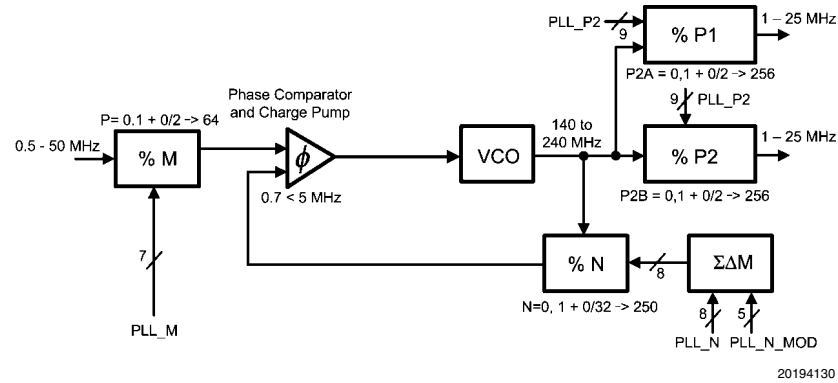 PLL_P2
9
% P1
1 – 25 MHz
P2A = 0,1 + 0/2 -> 256
9
PLL_P2
Phase Comparator
and Charge Pump
P= 0.1 + 0/2 -> 64
0.5 - 50 MHz
% M
ϕ
0.7 < 5 MHz
VCO
140 to
240 MHz
% P2
1 – 25 MHz
P2B = 0,1 + 0/2 -> 256
7
PLL_M
% N
8
ΣΔM
N=0, 1 + 0/32 -> 250
8
5
PLL_N
PLL_N_MOD
20194130